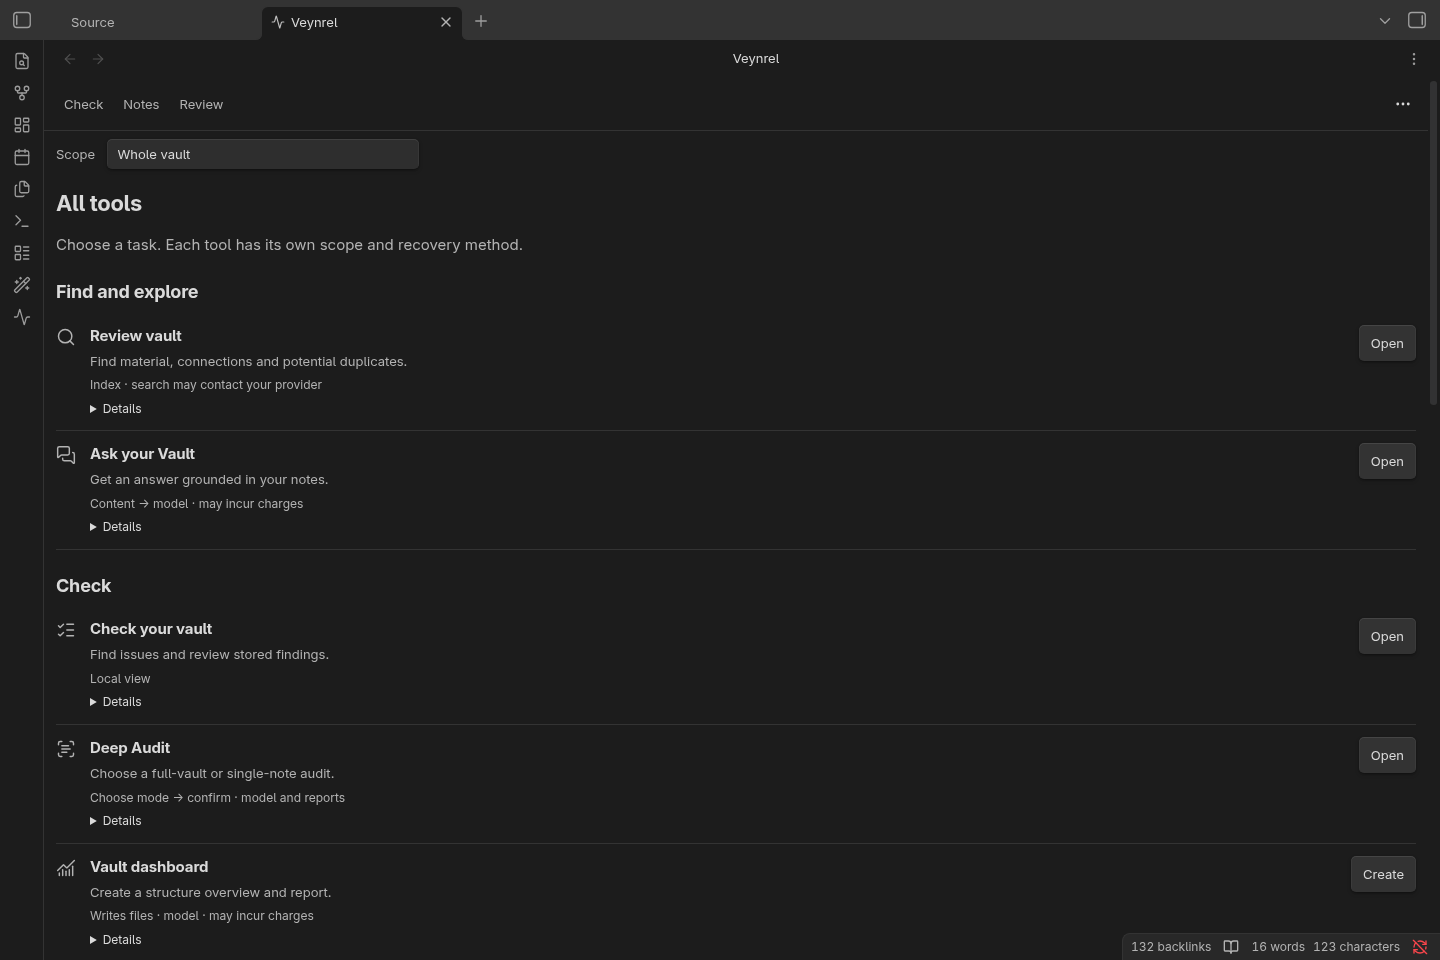 Source
Veynrel
Veynrel
Check Notes Review
Scope Whole vault
All tools
Choose a task. Each tool has its own scope and recovery method.
Find and explore
Review vault
Open
Find material, connections and potential duplicates.
Index · search may contact your provider
Details
Ask your Vault
Open
Get an answer grounded in your notes.
Content → model · may incur charges
Details
Check
Check your vault
Open
Find issues and review stored findings.
Local view
Details
Deep Audit
Open
Choose a full-vault or single-note audit.
Choose mode → confirm · model and reports
Details
Vault dashboard
Create
Create a structure overview and report.
Writes files · model · may incur charges
Details
132 backlinks 16 words 123 characters